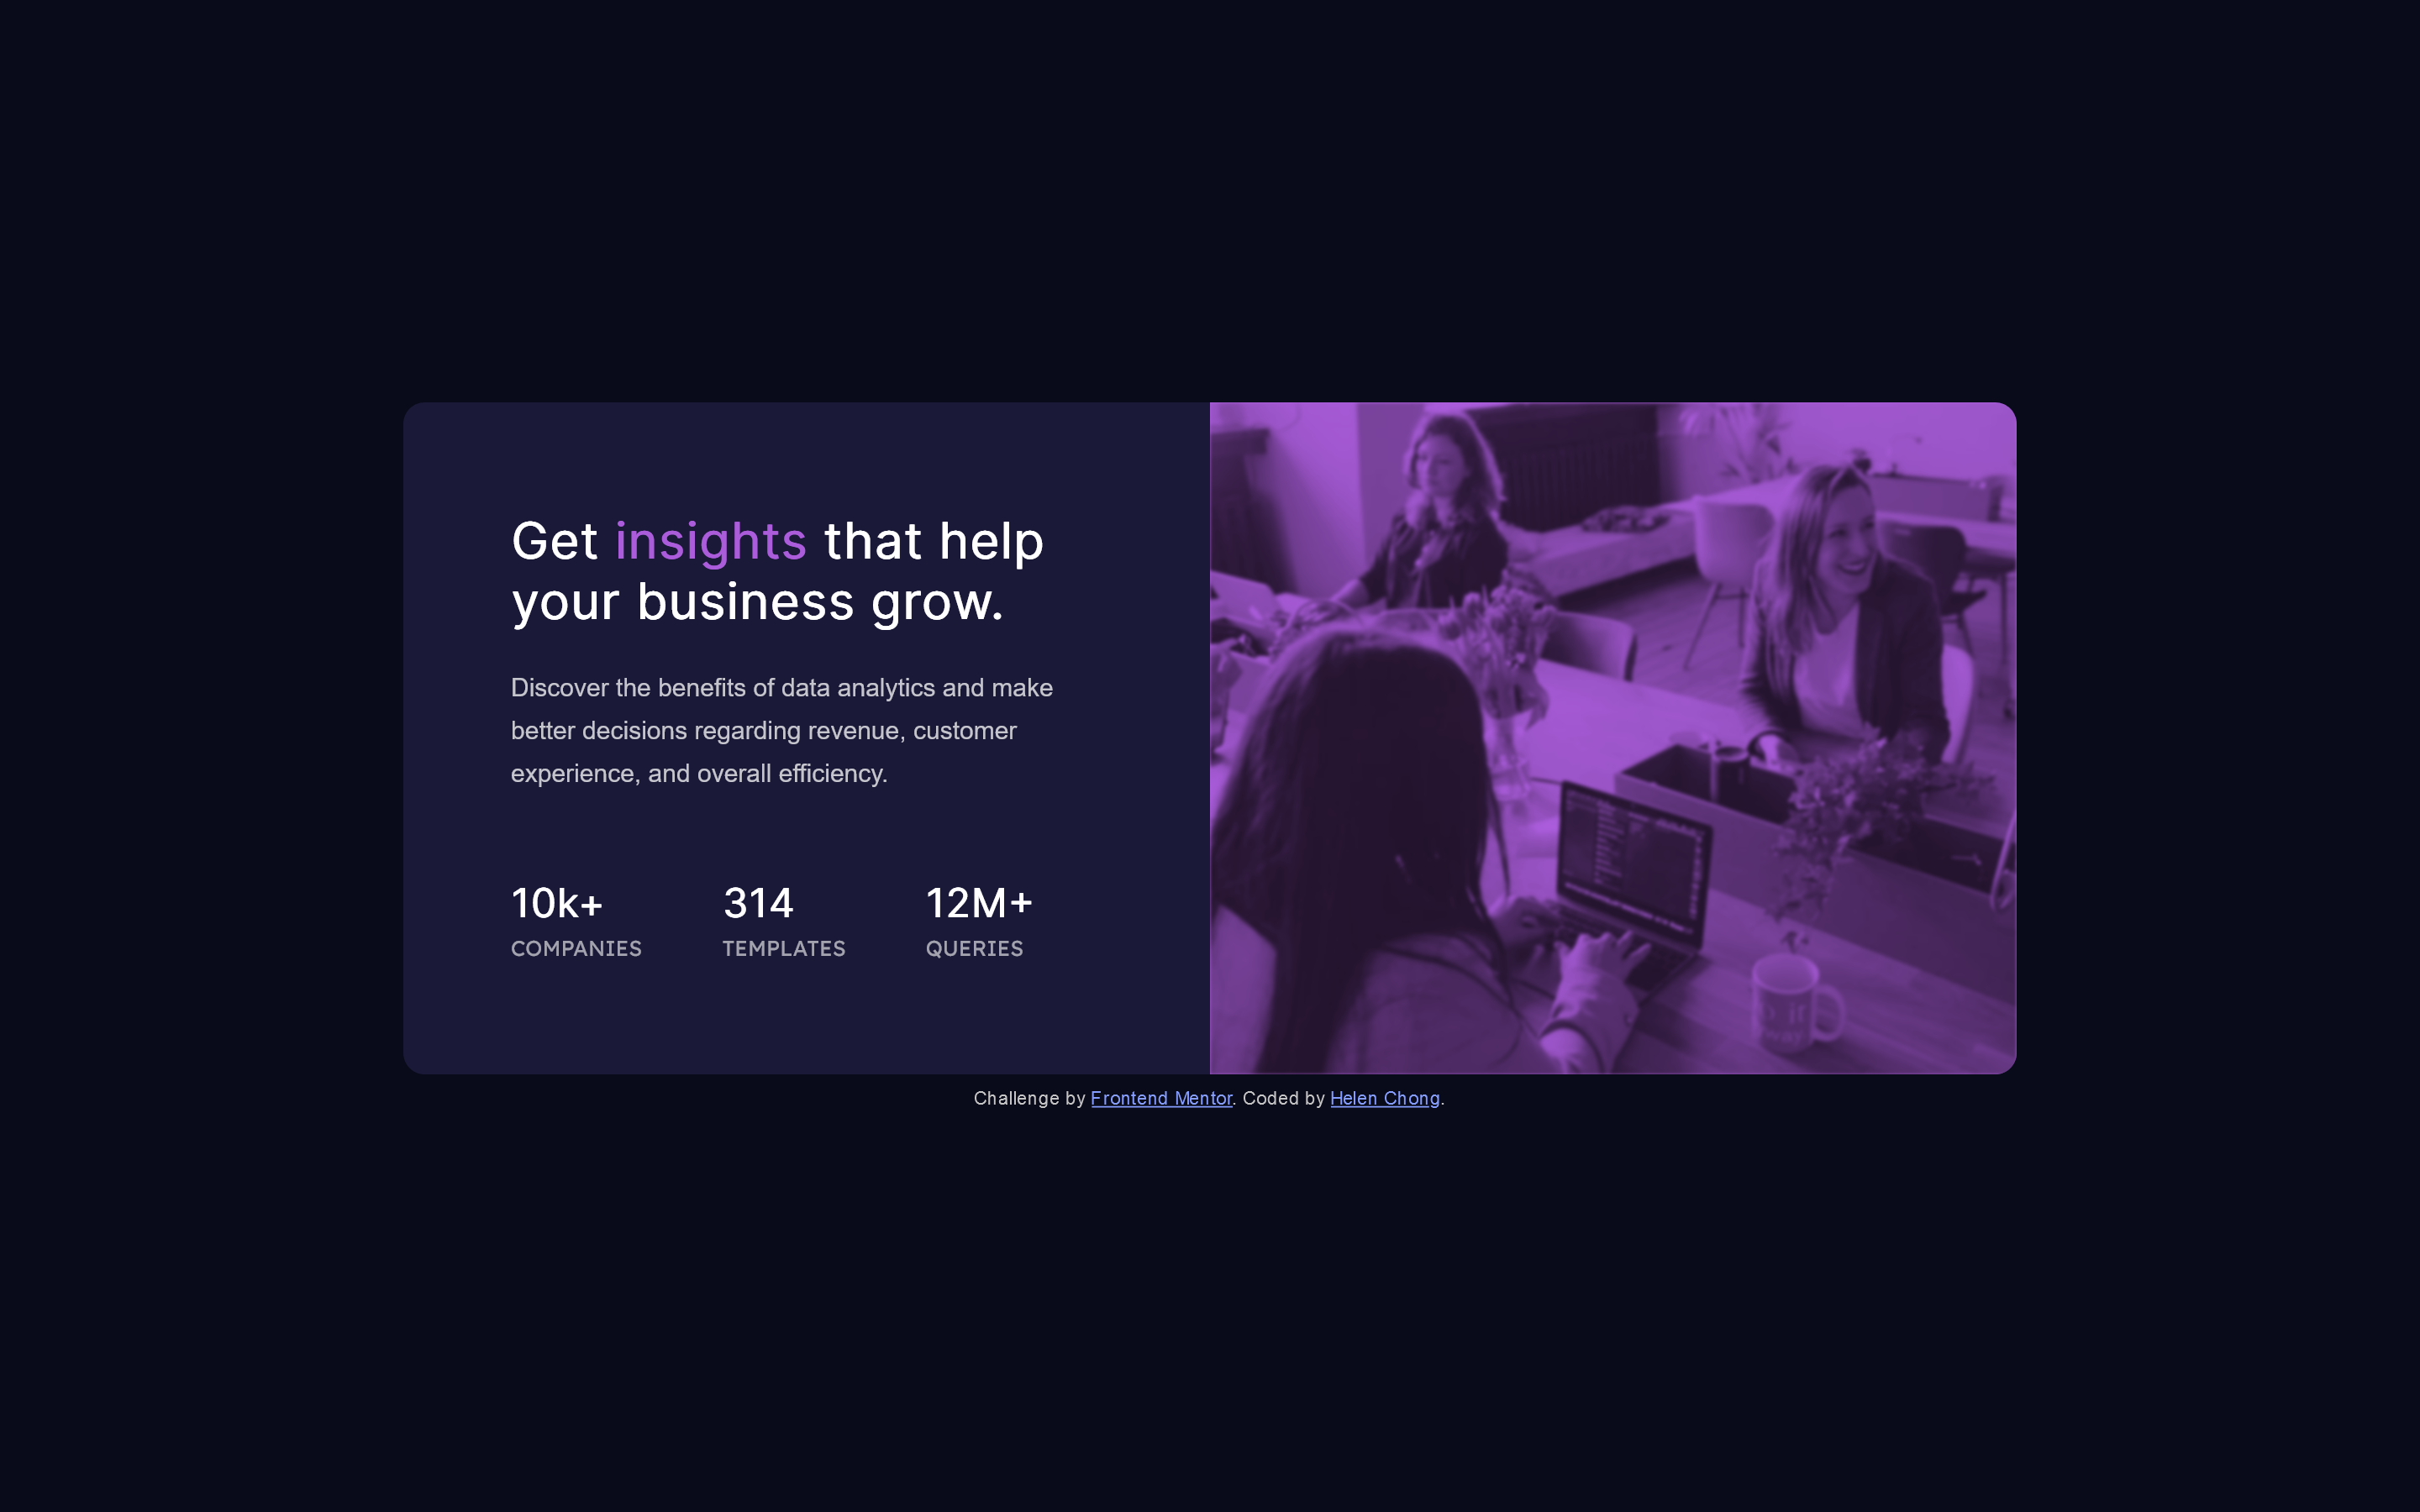 Get insights that help
your business grow.
Discover the benefits of data analytics and make
better decisions regarding revenue, customer
experience, and overall efficiency.
10k+
COMPANIES
314
TEMPLATES
12M+
QUERIES
Challenge by Frontend Mentor. Coded by Helen Chong.